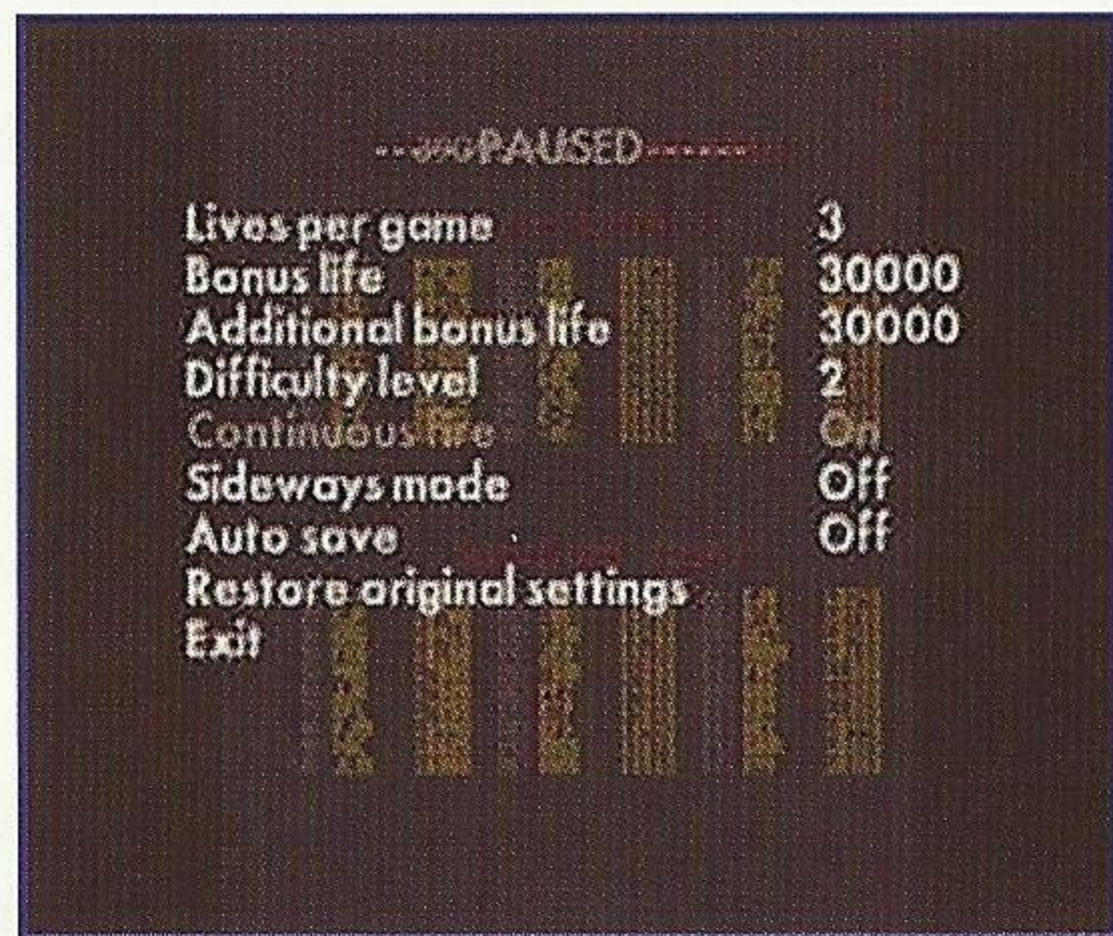 PAUSED
Lives per game 3
Bonus life 30000
Additional bonus life 30000
Difficulty level 2
Continuous fire On
Sideways mode Off
Auto save Off
Restore original settings
Exit